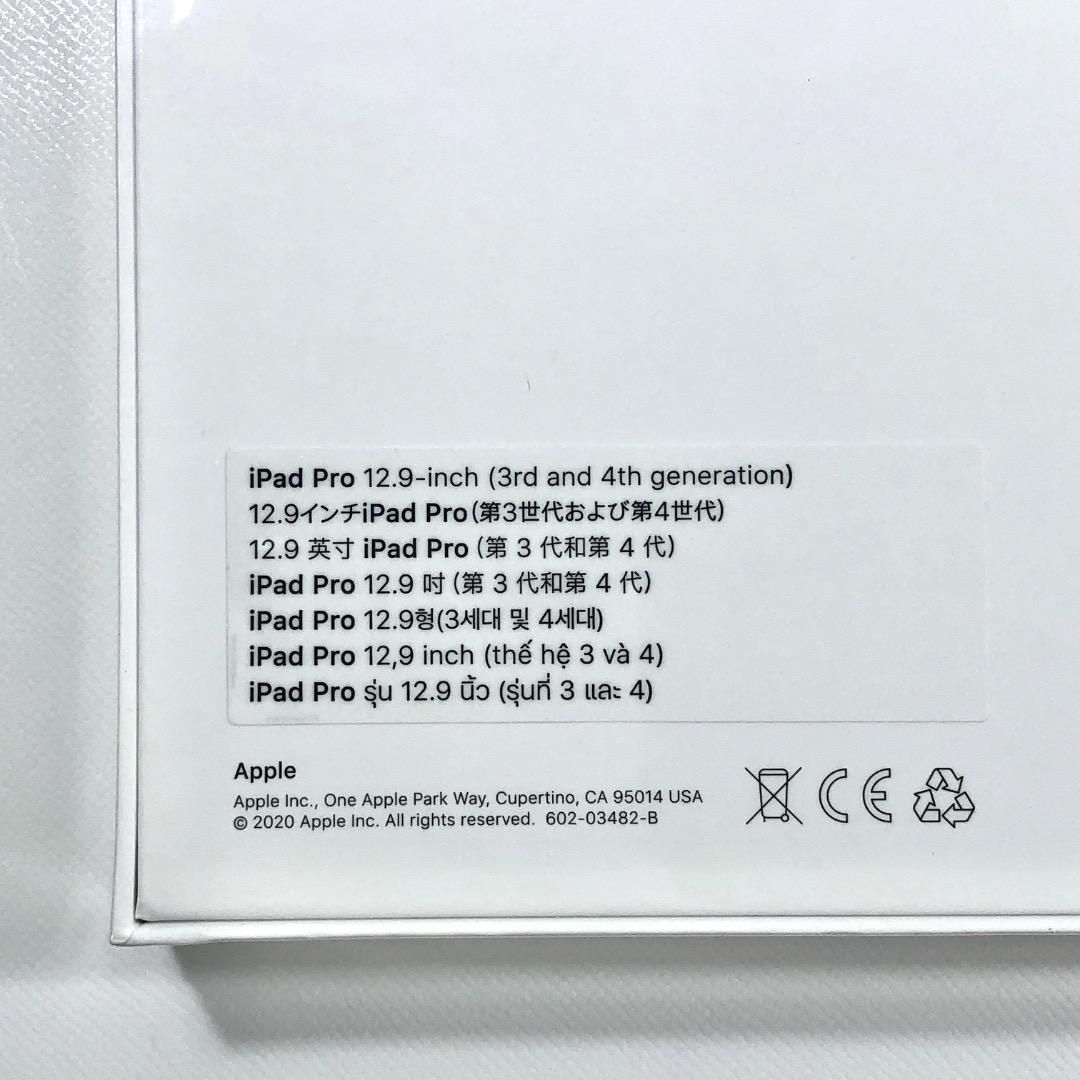 iPad Pro 12.9-inch (3rd and 4th generation)
12.9インチiPad Pro(第3世代および第4世代)
12.9 英寸 iPad Pro (第 3 代和第 4 代)
iPad Pro 12.9 吋 (第 3 代和第 4 代)
iPad Pro 12.9형(3세대 및 4세대)
iPad Pro 12,9 inch (thế hệ 3 và 4)
iPad Pro รุ่น 12.9 นิ้ว (รุ่นที่ 3 และ 4)
Apple
Apple Inc., One Apple Park Way, Cupertino, CA 95014 USA
© 2020 Apple Inc. All rights reserved. 602-03482-B
CE